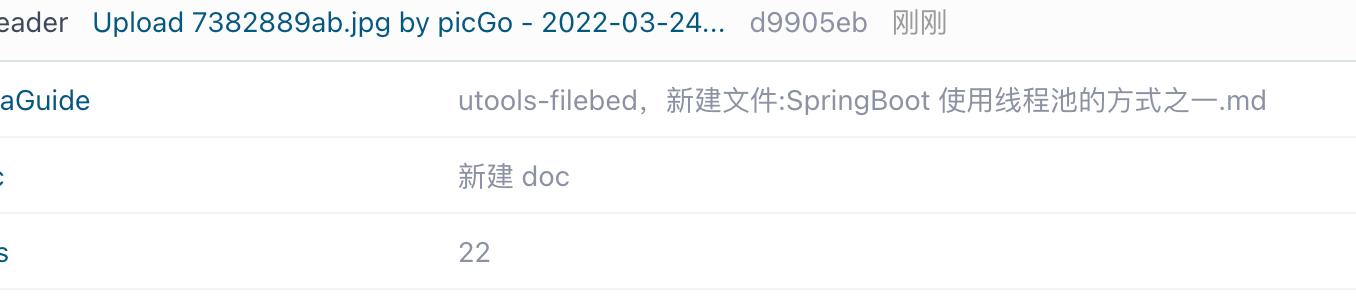 eader Upload 7382889ab.jpg by picGo - 2022-03-24... d9905eb 刚刚
aGuide utools-filebed，新建文件:SpringBoot 使用线程池的方式之一.md
c 新建 doc
s 22